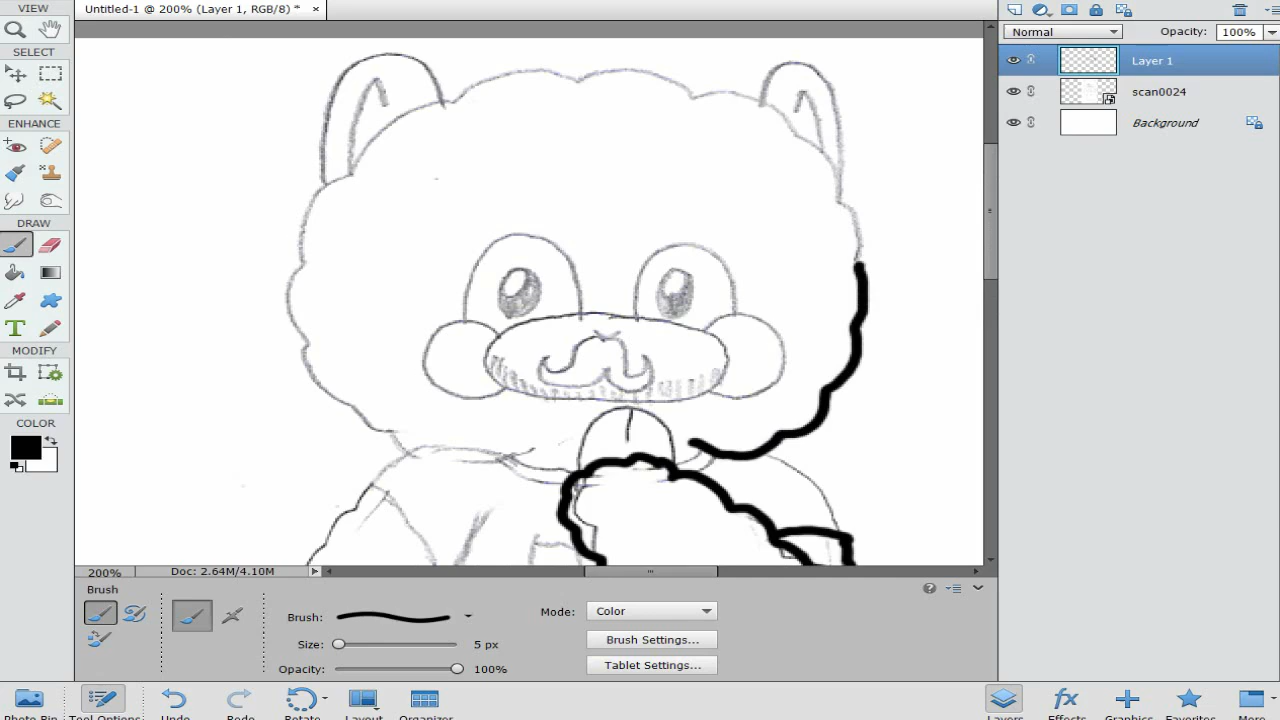 VIEW
Untitled-1 @ 200% (Layer 1, RGB/8) * ×
Normal
Opacity: 100%
SELECT
Layer 1
scan0024
ENHANCE
Background
DRAW
T
MODIFY
COLOR
200% Doc: 2.64M/4.10M
Brush
Brush:
Mode: Color
Size: 5 px
Brush Settings...
Opacity: 100%
Tablet Settings...
fx
Photo Bin Tool Options Undo Redo Rotate Layout Organizer Layers Effects Graphics Favorites More